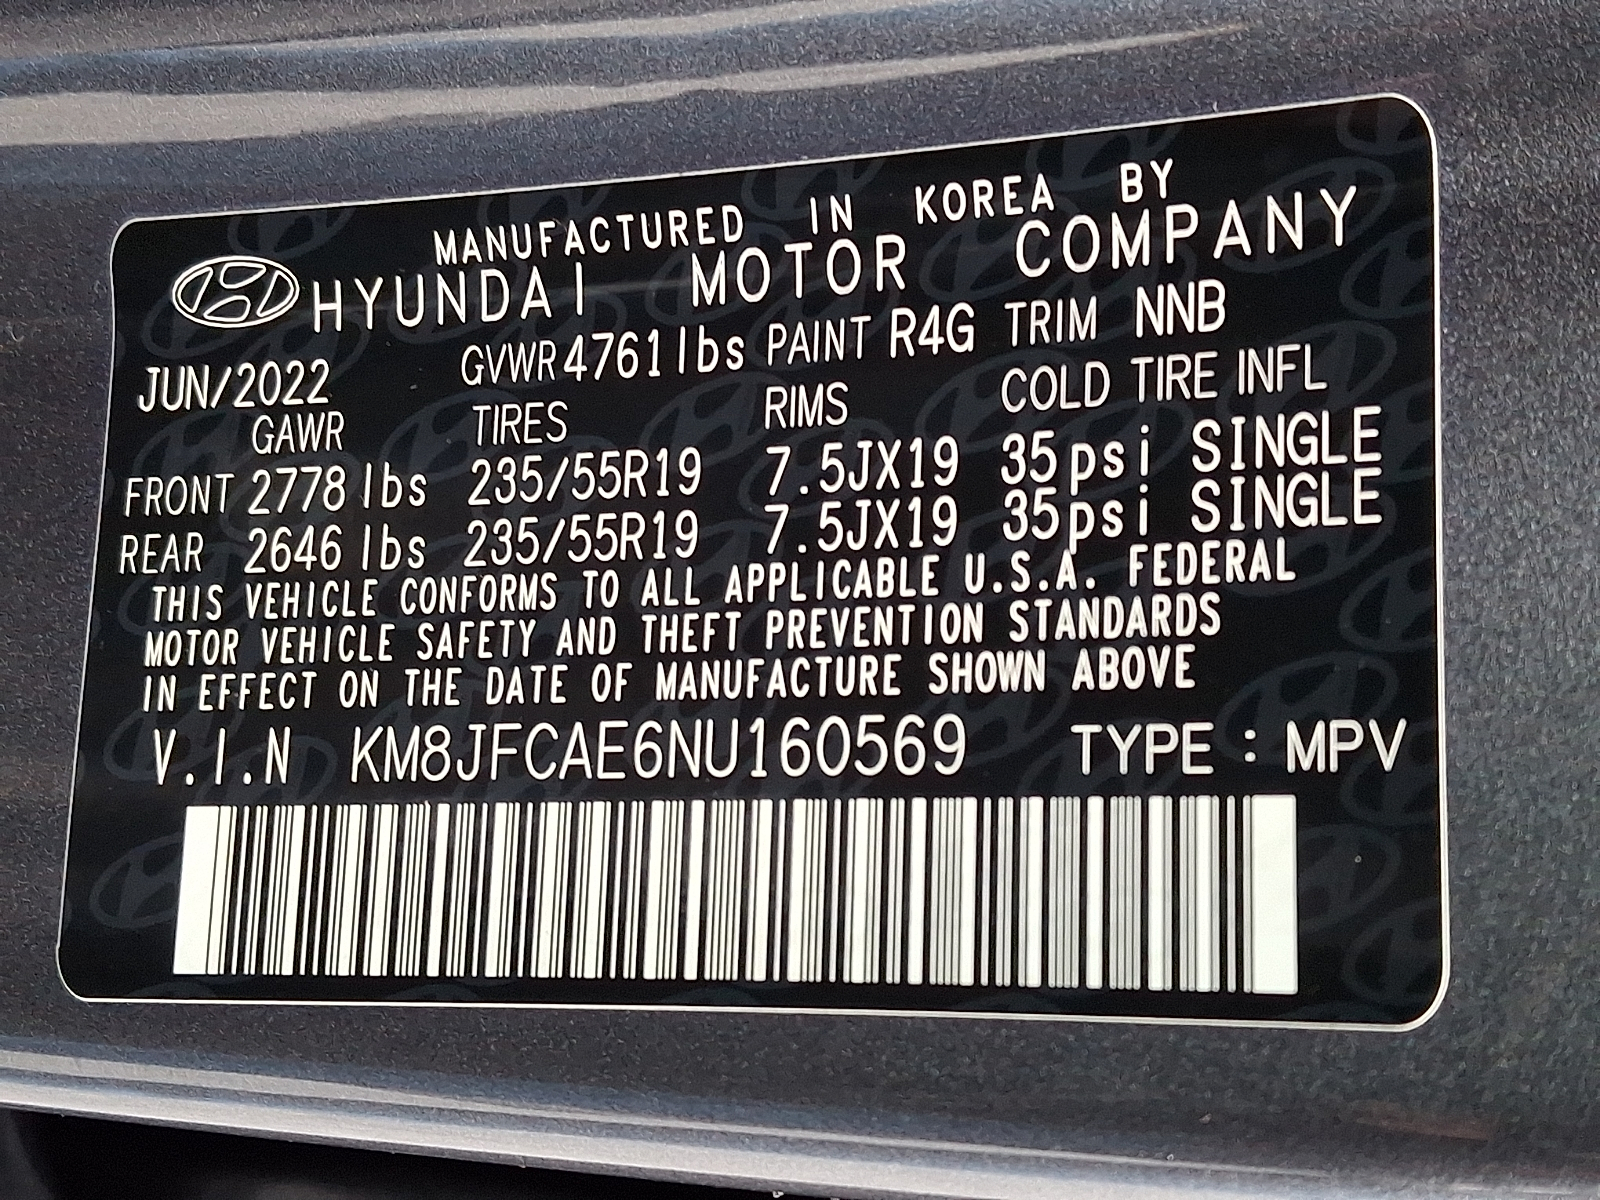 MANUFACTURED IN KOREA BY
HYUNDAI MOTOR COMPANY
JUN/2022 GVWR 4761 lbs PAINT R4G TRIM NNB
GAWR TIRES RIMS COLD TIRE INFL
FRONT 2778 lbs 235/55R19 7.5JX19 35psi SINGLE
REAR 2646 lbs 235/55R19 7.5JX19 35psi SINGLE
THIS VEHICLE CONFORMS TO ALL APPLICABLE U.S.A. FEDERAL
MOTOR VEHICLE SAFETY AND THEFT PREVENTION STANDARDS
IN EFFECT ON THE DATE OF MANUFACTURE SHOWN ABOVE
V.I.N KM8JFCAE6NU160569 TYPE : MPV